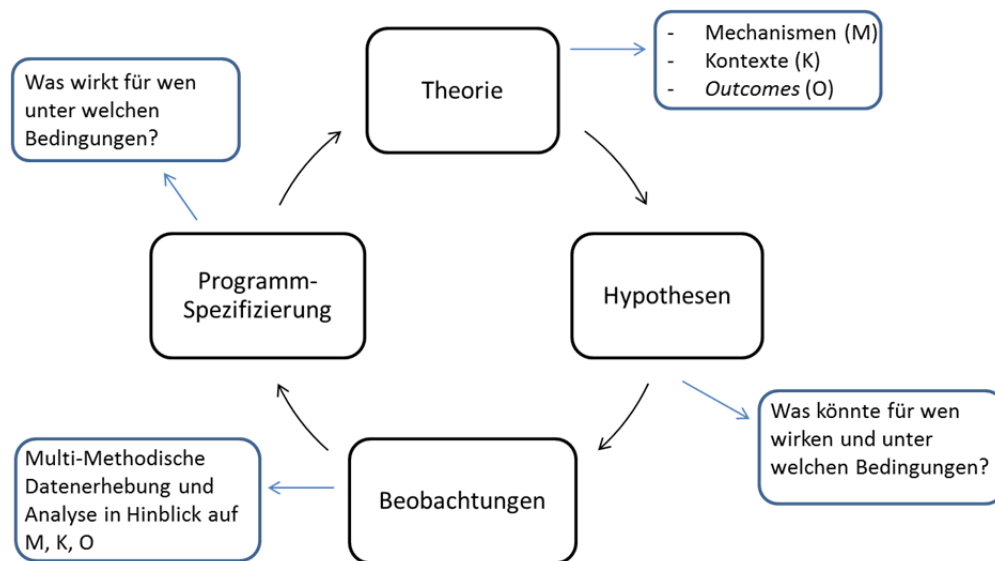 - Mechanismen (M)
- Kontexte (K)
- Outcomes (O)
Theorie
Was wirkt für wen
unter welchen
Bedingungen?
Programm-
Spezifizierung
Hypothesen
Was könnte für wen
wirken und unter
welchen Bedingungen?
Beobachtungen
Multi-Methodische
Datenerhebung und
Analyse in Hinblick auf
M, K, O